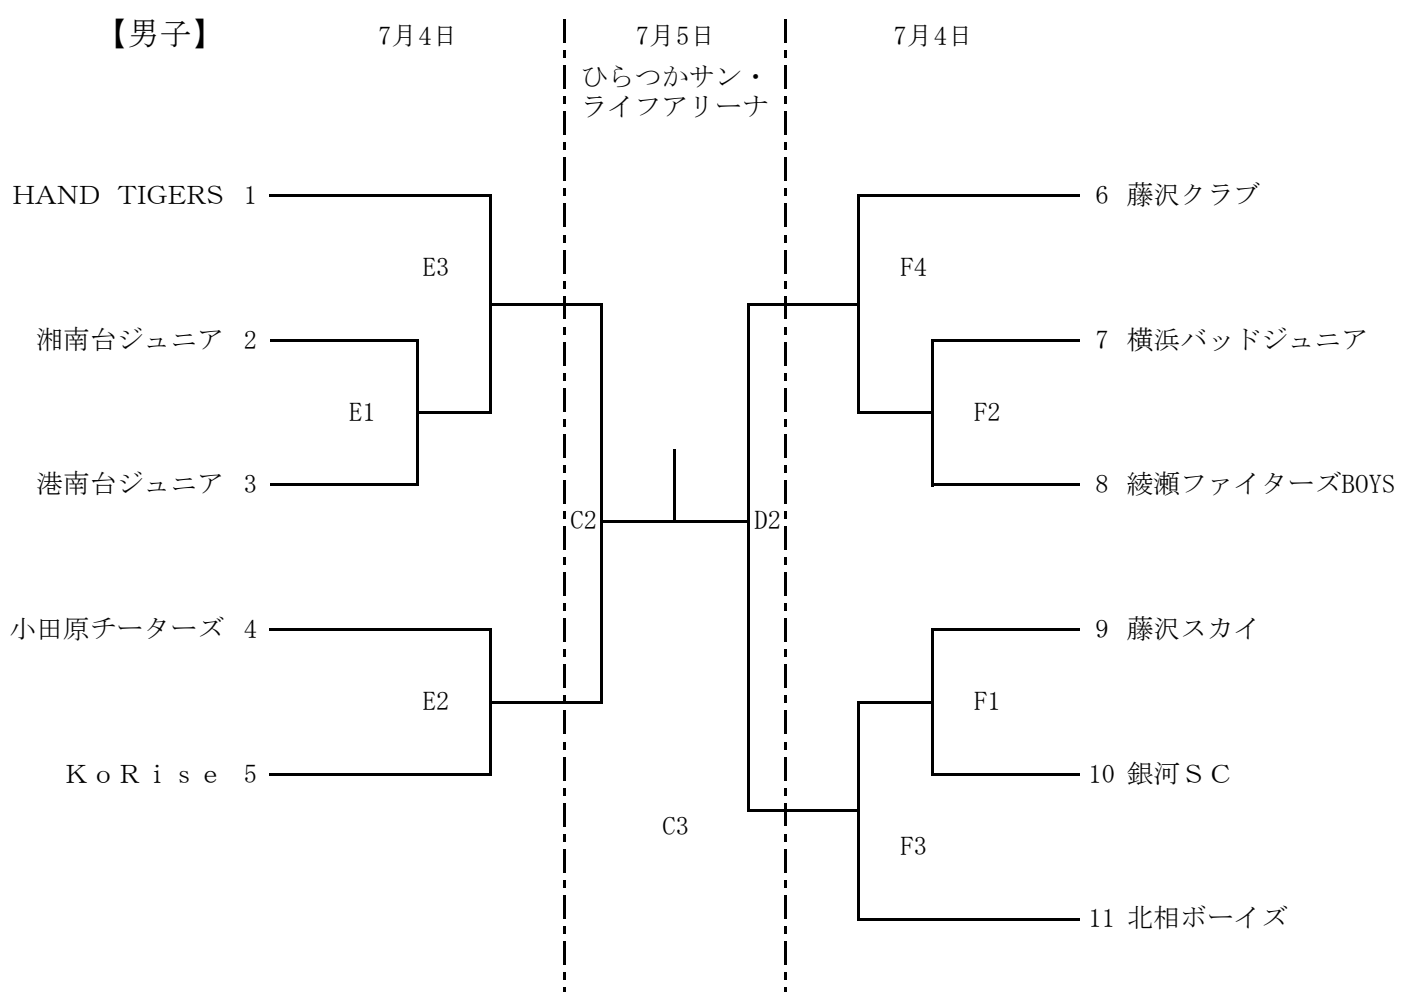 【男子】 7月4日 7月5日 7月4日
ひらつかサン・
ライフアリーナ
HAND TIGERS 1 6 藤沢クラブ
E3 F4
湘南台ジュニア 2 7 横浜バッドジュニア
E1 F2
港南台ジュニア 3 8 綾瀬ファイターズBOYS
C2 D2
小田原チーターズ 4 9 藤沢スカイ
E2 F1
ＫｏＲｉｓｅ 5 10 銀河ＳＣ
C3
F3
11 北相ボーイズ